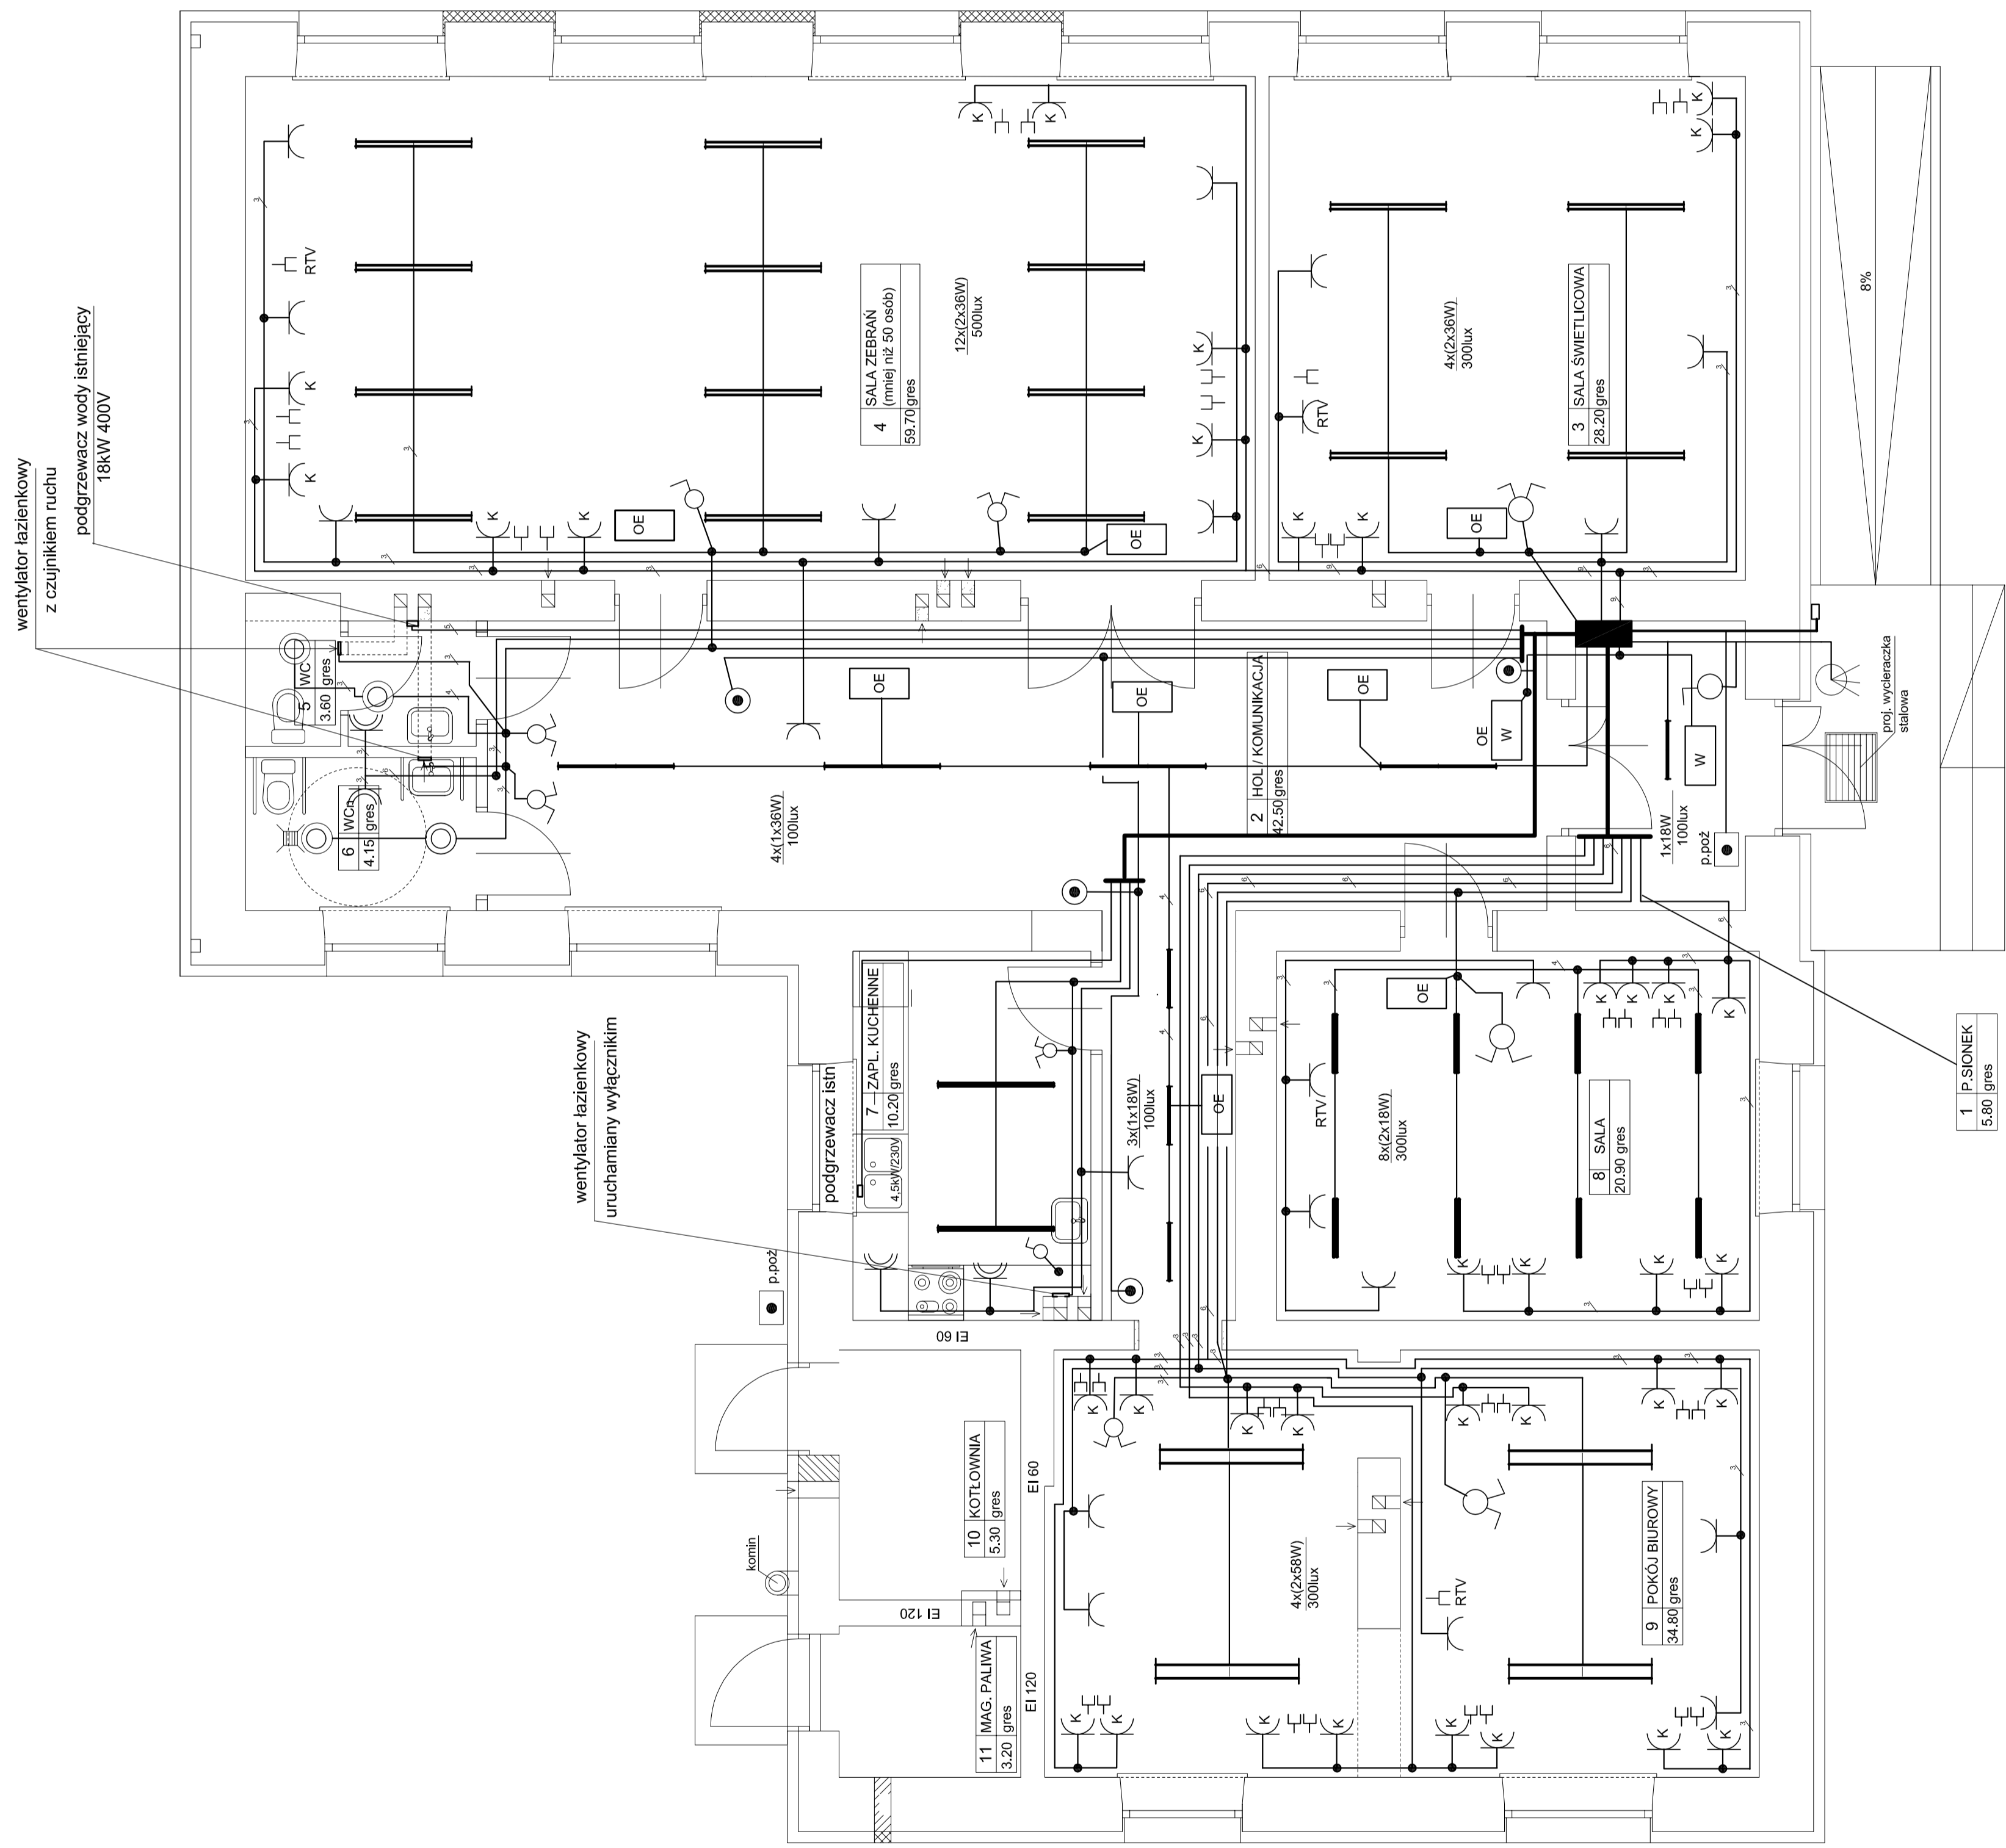 wentylator łazienkowy
z czujnikiem ruchu
podgrzewacz wody istniejący
18kW 400V
RTV
K
K
K
K
K
K
K
K
OE
OE
4 SALA ZEBRAŃ
(mniej niż 50 osób)
59.70 gres
12x(2x36W)
500lux
RTV
K
K
K
K
OE
4x(2x36W)
300lux
3 SALA ŚWIETLICOWA
28.20 gres
8%
5 WC
3.60 gres
6 WCn
4.15 gres
4x(1x36W)
100lux
OE
OE
OE
2 HOL / KOMUNIKACJA
42.50 gres
OE
W
W
1x18W
100lux
p.poż
proj. wycieraczka
stalowa
wentylator łazienkowy
uruchamiany wyłącznikim
podgrzewacz istn
7 ZAPL. KUCHENNE
10.20 gres
4,5kW/230V
3x(1x18W)
100lux
OE
p.poż
EI 60
OE
RTV
K
K
K
K
K
K
K
K
8x(2x18W)
300lux
8 SALA
20.90 gres
1 P.SIONEK
5.80 gres
komin
10 KOTŁOWNIA
5.30 gres
EI 60
EI 120
11 MAG. PALIWA
3.20 gres
EI 120
K
K
K
K
K
K
K
K
4x(2x58W)
300lux
RTV
9 POKÓJ BIUROWY
34.80 gres
K
K
K
K
K
K
K
K